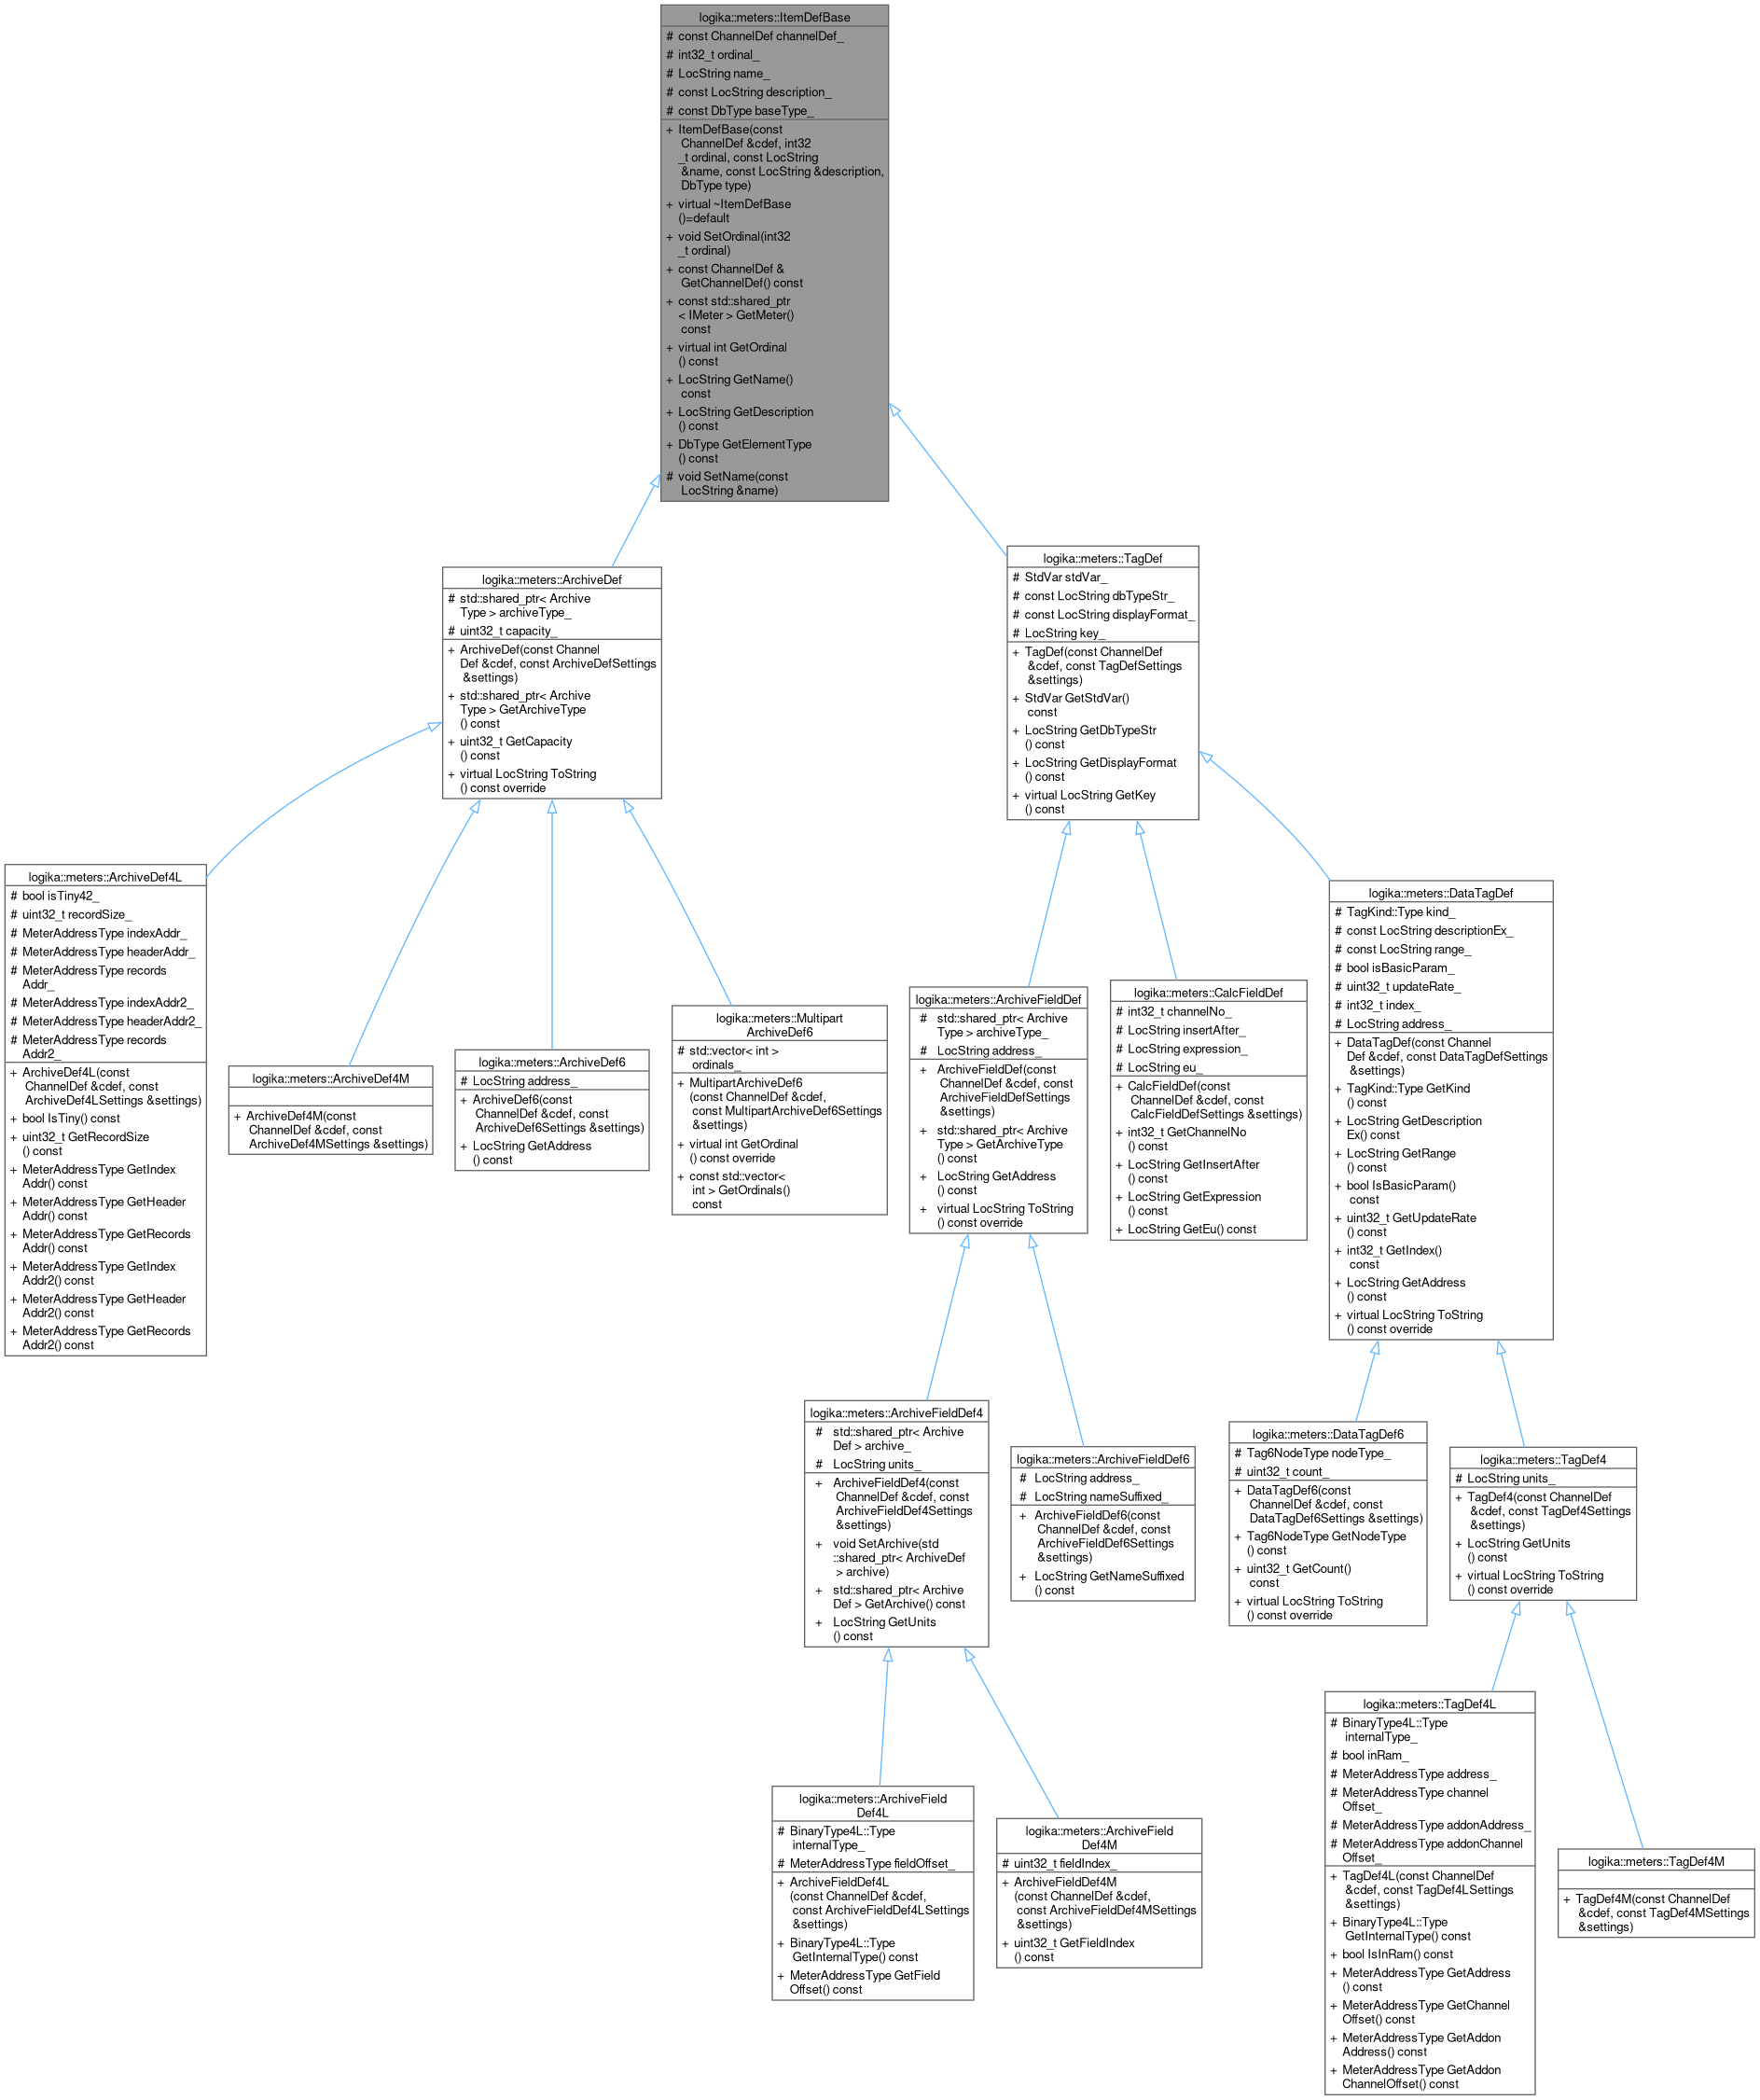 logika::meters::ItemDefBase
# const ChannelDef channelDef_
# int32_t ordinal_
# LocString name_
# const LocString description_
# const DbType baseType_
+ ItemDefBase(const
ChannelDef &cdef, int32
_t ordinal, const LocString
&name, const LocString &description,
DbType type)
+ virtual ~ItemDefBase
()=default
+ void SetOrdinal(int32
_t ordinal)
+ const ChannelDef &
GetChannelDef() const
+ const std::shared_ptr
< IMeter > GetMeter()
const
+ virtual int GetOrdinal
() const
+ LocString GetName()
const
+ LocString GetDescription
() const
+ DbType GetElementType
() const
# void SetName(const
LocString &name)
logika::meters::ArchiveDef
# std::shared_ptr< Archive
Type > archiveType_
# uint32_t capacity_
+ ArchiveDef(const Channel
Def &cdef, const ArchiveDefSettings
&settings)
+ std::shared_ptr< Archive
Type > GetArchiveType
() const
+ uint32_t GetCapacity
() const
+ virtual LocString ToString
() const override
logika::meters::TagDef
# StdVar stdVar_
# const LocString dbTypeStr_
# const LocString displayFormat_
# LocString key_
+ TagDef(const ChannelDef
&cdef, const TagDefSettings
&settings)
+ StdVar GetStdVar()
const
+ LocString GetDbTypeStr
() const
+ LocString GetDisplayFormat
() const
+ virtual LocString GetKey
() const
logika::meters::ArchiveDef4L
# bool isTiny42_
# uint32_t recordSize_
# MeterAddressType indexAddr_
# MeterAddressType headerAddr_
# MeterAddressType records
Addr_
# MeterAddressType indexAddr2_
# MeterAddressType headerAddr2_
# MeterAddressType records
Addr2_
+ ArchiveDef4L(const
ChannelDef &cdef, const
ArchiveDef4LSettings &settings)
+ bool IsTiny() const
+ uint32_t GetRecordSize
() const
+ MeterAddressType GetIndex
Addr() const
+ MeterAddressType GetHeader
Addr() const
+ MeterAddressType GetRecords
Addr() const
+ MeterAddressType GetIndex
Addr2() const
+ MeterAddressType GetHeader
Addr2() const
+ MeterAddressType GetRecords
Addr2() const
logika::meters::ArchiveDef4M
+ ArchiveDef4M(const
ChannelDef &cdef, const
ArchiveDef4MSettings &settings)
logika::meters::ArchiveDef6
# LocString address_
+ ArchiveDef6(const
ChannelDef &cdef, const
ArchiveDef6Settings &settings)
+ LocString GetAddress
() const
logika::meters::Multipart
ArchiveDef6
# std::vector< int >
ordinals_
+ MultipartArchiveDef6
(const ChannelDef &cdef,
const MultipartArchiveDef6Settings
&settings)
+ virtual int GetOrdinal
() const override
+ const std::vector<
int > GetOrdinals()
const
logika::meters::ArchiveFieldDef
# std::shared_ptr< Archive
Type > archiveType_
# LocString address_
+ ArchiveFieldDef(const
ChannelDef &cdef, const
ArchiveFieldDefSettings
&settings)
+ std::shared_ptr< Archive
Type > GetArchiveType
() const
+ LocString GetAddress
() const
+ virtual LocString ToString
() const override
logika::meters::CalcFieldDef
# int32_t channelNo_
# LocString insertAfter_
# LocString expression_
# LocString eu_
+ CalcFieldDef(const
ChannelDef &cdef, const
CalcFieldDefSettings &settings)
+ int32_t GetChannelNo
() const
+ LocString GetInsertAfter
() const
+ LocString GetExpression
() const
+ LocString GetEu() const
logika::meters::DataTagDef
# TagKind::Type kind_
# const LocString descriptionEx_
# const LocString range_
# bool isBasicParam_
# uint32_t updateRate_
# int32_t index_
# LocString address_
+ DataTagDef(const Channel
Def &cdef, const DataTagDefSettings
&settings)
+ TagKind::Type GetKind
() const
+ LocString GetDescription
Ex() const
+ LocString GetRange
() const
+ bool IsBasicParam()
const
+ uint32_t GetUpdateRate
() const
+ int32_t GetIndex()
const
+ LocString GetAddress
() const
+ virtual LocString ToString
() const override
logika::meters::ArchiveFieldDef4
# std::shared_ptr< Archive
Def > archive_
# LocString units_
+ ArchiveFieldDef4(const
ChannelDef &cdef, const
ArchiveFieldDef4Settings
&settings)
+ void SetArchive(std
::shared_ptr< ArchiveDef
> archive)
+ std::shared_ptr< Archive
Def > GetArchive() const
+ LocString GetUnits
() const
logika::meters::ArchiveFieldDef6
# LocString address_
# LocString nameSuffixed_
+ ArchiveFieldDef6(const
ChannelDef &cdef, const
ArchiveFieldDef6Settings
&settings)
+ LocString GetNameSuffixed
() const
logika::meters::DataTagDef6
# Tag6NodeType nodeType_
# uint32_t count_
+ DataTagDef6(const
ChannelDef &cdef, const
DataTagDef6Settings &settings)
+ Tag6NodeType GetNodeType
() const
+ uint32_t GetCount()
const
+ virtual LocString ToString
() const override
logika::meters::TagDef4
# LocString units_
+ TagDef4(const ChannelDef
&cdef, const TagDef4Settings
&settings)
+ LocString GetUnits
() const
+ virtual LocString ToString
() const override
logika::meters::ArchiveField
Def4L
# BinaryType4L::Type
internalType_
# MeterAddressType fieldOffset_
+ ArchiveFieldDef4L
(const ChannelDef &cdef,
const ArchiveFieldDef4LSettings
&settings)
+ BinaryType4L::Type
GetInternalType() const
+ MeterAddressType GetField
Offset() const
logika::meters::ArchiveField
Def4M
# uint32_t fieldIndex_
+ ArchiveFieldDef4M
(const ChannelDef &cdef,
const ArchiveFieldDef4MSettings
&settings)
+ uint32_t GetFieldIndex
() const
logika::meters::TagDef4L
# BinaryType4L::Type
internalType_
# bool inRam_
# MeterAddressType address_
# MeterAddressType channel
Offset_
# MeterAddressType addonAddress_
# MeterAddressType addonChannel
Offset_
+ TagDef4L(const ChannelDef
&cdef, const TagDef4LSettings
&settings)
+ BinaryType4L::Type
GetInternalType() const
+ bool IsInRam() const
+ MeterAddressType GetAddress
() const
+ MeterAddressType GetChannel
Offset() const
+ MeterAddressType GetAddon
Address() const
+ MeterAddressType GetAddon
ChannelOffset() const
logika::meters::TagDef4M
+ TagDef4M(const ChannelDef
&cdef, const TagDef4MSettings
&settings)